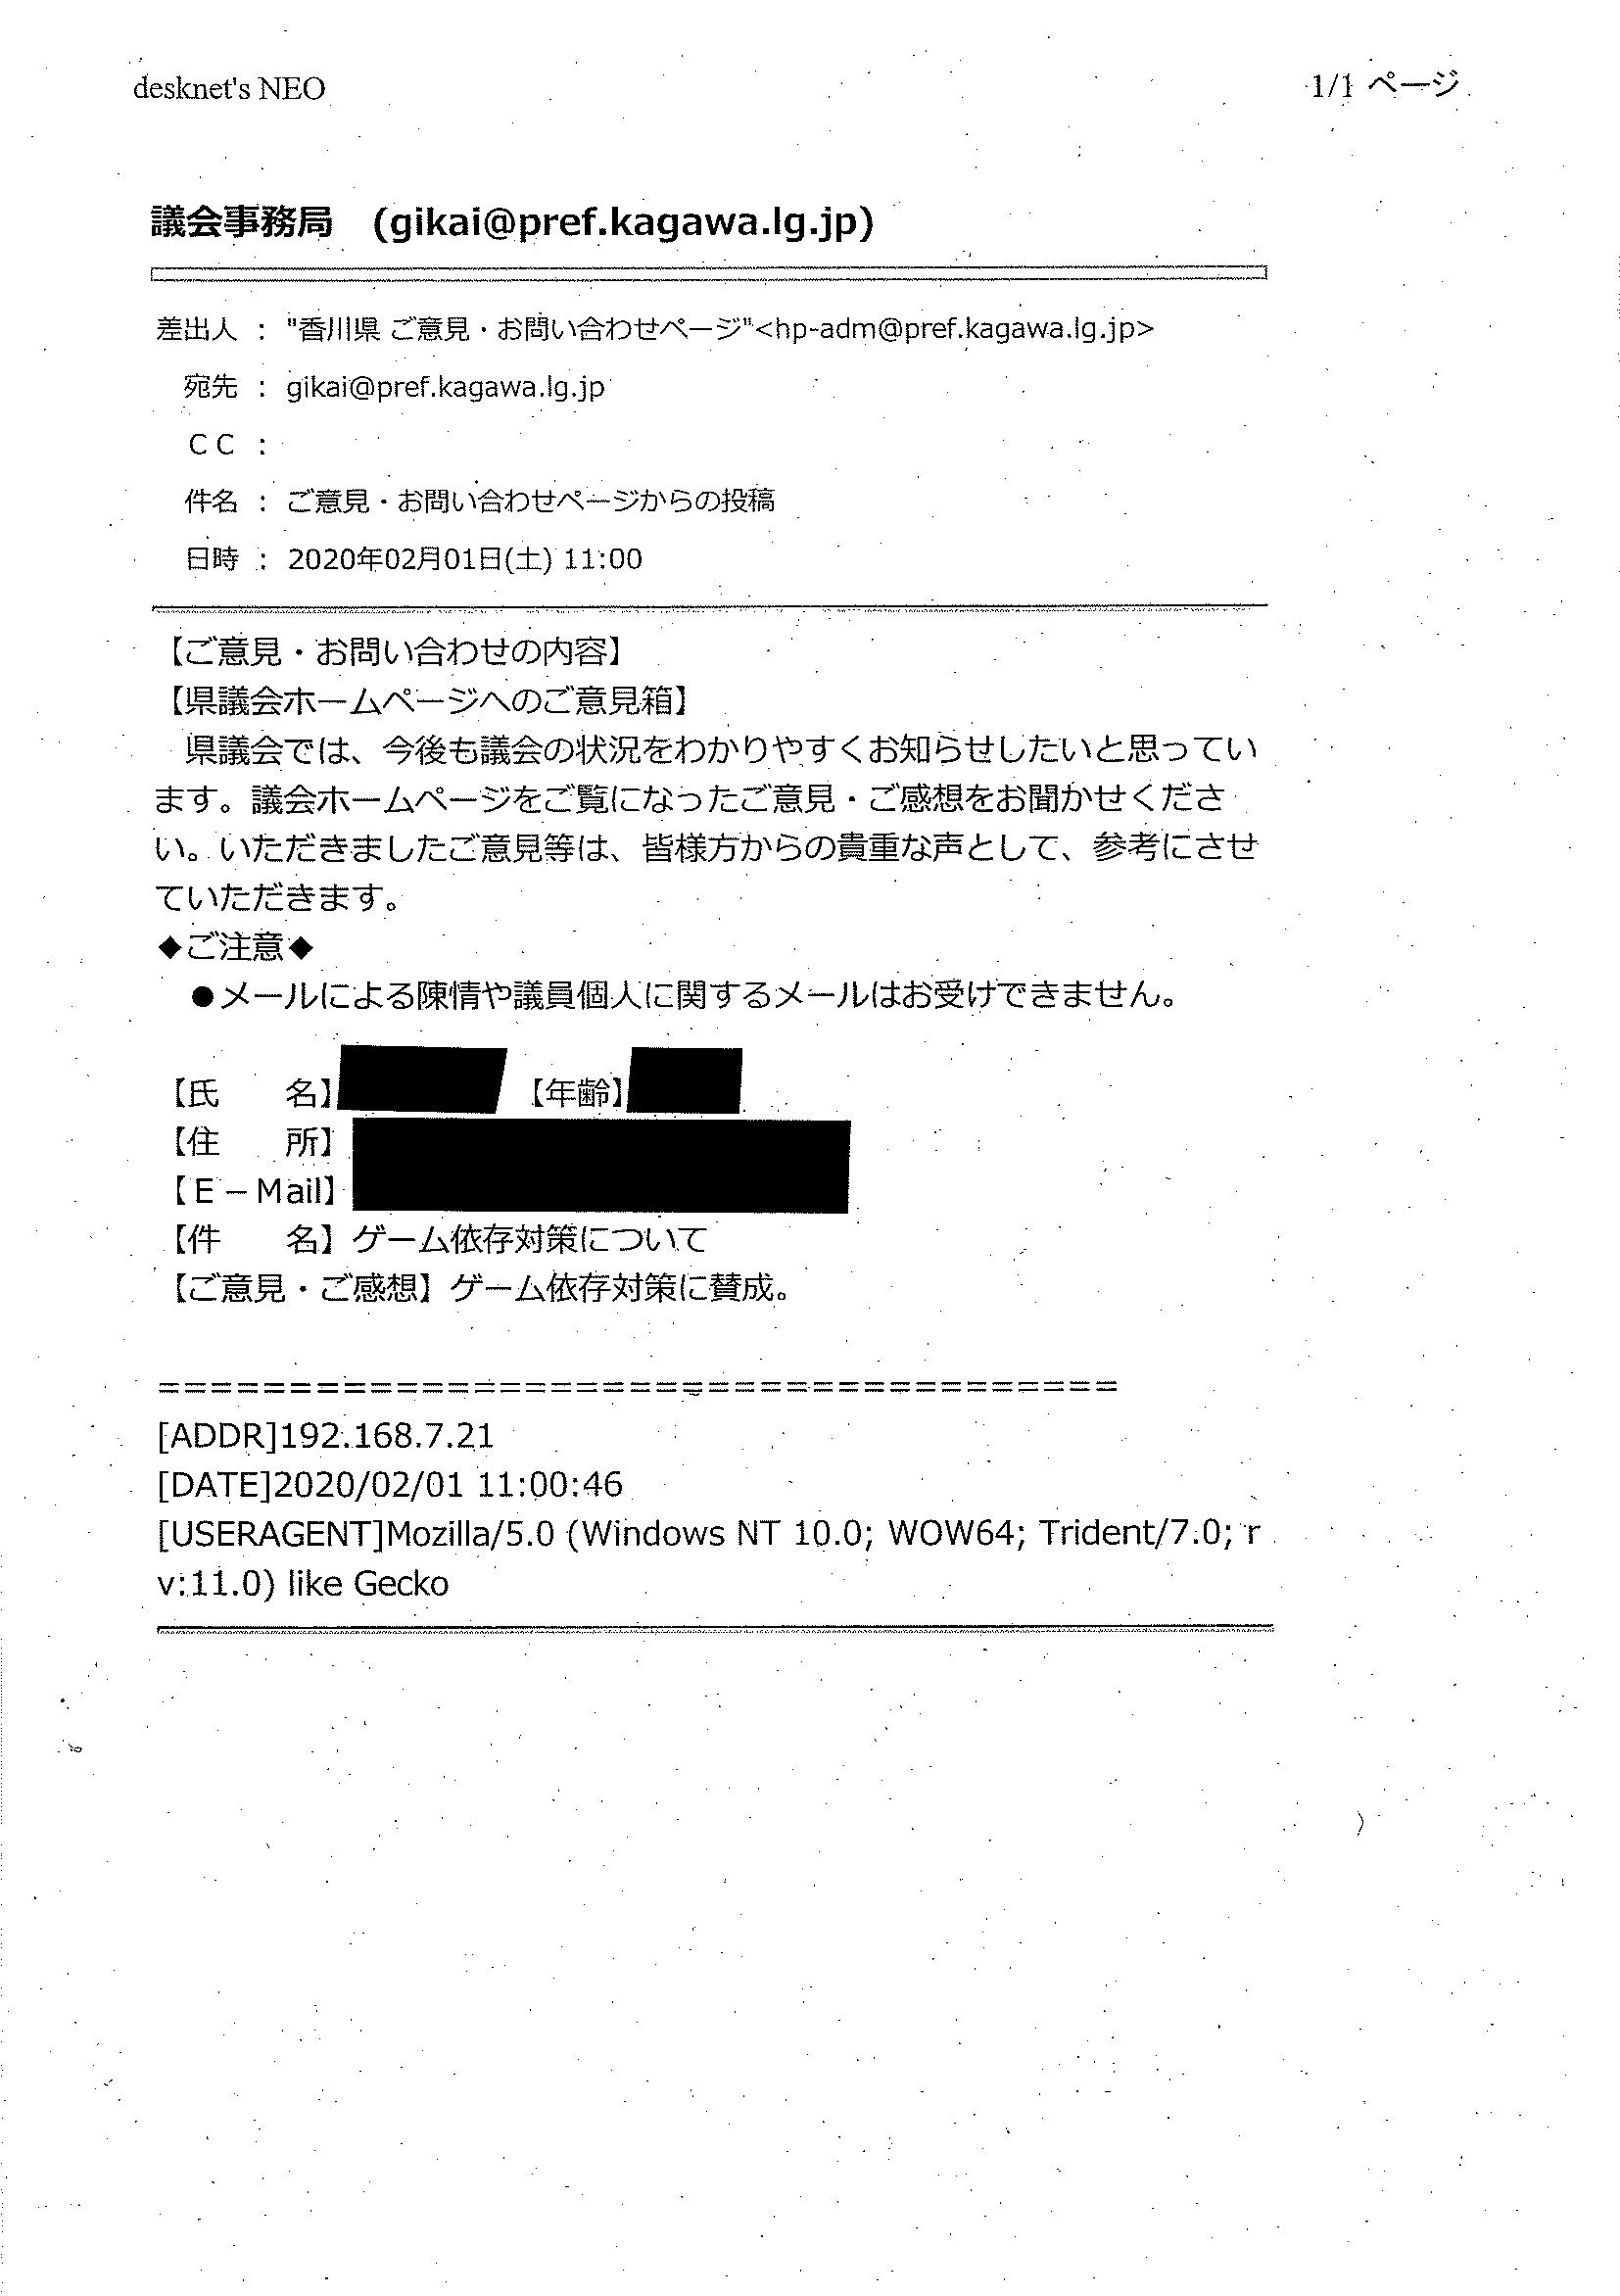 desknet's NEO
1/1 ページ
議会事務局 (gikai@pref.kagawa.lg.jp)
差出人 : "香川県 ご意見・お問い合わせページ"<hp-adm@pref.kagawa.lg.jp>
宛先 : gikai@pref.kagawa.lg.jp
CC :
件名 : ご意見・お問い合わせページからの投稿
日時 : 2020年02月01日(土) 11:00
【ご意見・お問い合わせの内容】
【県議会ホームページへのご意見箱】
県議会では、今後も議会の状況をわかりやすくお知らせしたいと思ってい
ます。議会ホームページをご覧になったご意見・ご感想をお聞かせくださ
い。いただきましたご意見等は、皆様方からの貴重な声として、参考にさせ
ていただきます。
◆ご注意◆
●メールによる陳情や議員個人に関するメールはお受けできません。
【氏　　名】 【年齢】
【住　　所】
【E－Mail】
【件　　名】ゲーム依存対策について
【ご意見・ご感想】ゲーム依存対策に賛成。
=====================================
[ADDR]192.168.7.21
[DATE]2020/02/01 11:00:46
[USERAGENT]Mozilla/5.0 (Windows NT 10.0; WOW64; Trident/7.0; r
v:11.0) like Gecko